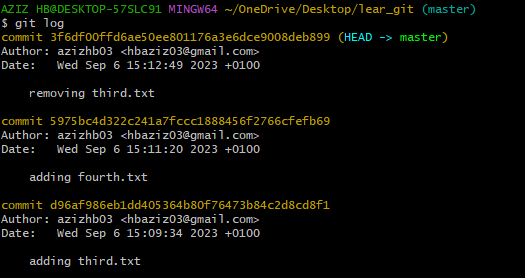 AZIZ HB@DESKTOP-57SLC91 MINGW64 ~/OneDrive/Desktop/lear_git (master)
$ git log
commit 3f6df00ffd6ae50ee801176a3e6dce9008deb899 (HEAD -> master)
Author: azizhb03 <hbaziz03@gmail.com>
Date:   Wed Sep 6 15:12:49 2023 +0100

    removing third.txt

commit 5975bc4d322c241a7fccc1888456f2766cfefb69
Author: azizhb03 <hbaziz03@gmail.com>
Date:   Wed Sep 6 15:11:20 2023 +0100

    adding fourth.txt

commit d96af986eb1dd405364b80f76473b84c2d8cd8f1
Author: azizhb03 <hbaziz03@gmail.com>
Date:   Wed Sep 6 15:09:34 2023 +0100

    adding third.txt